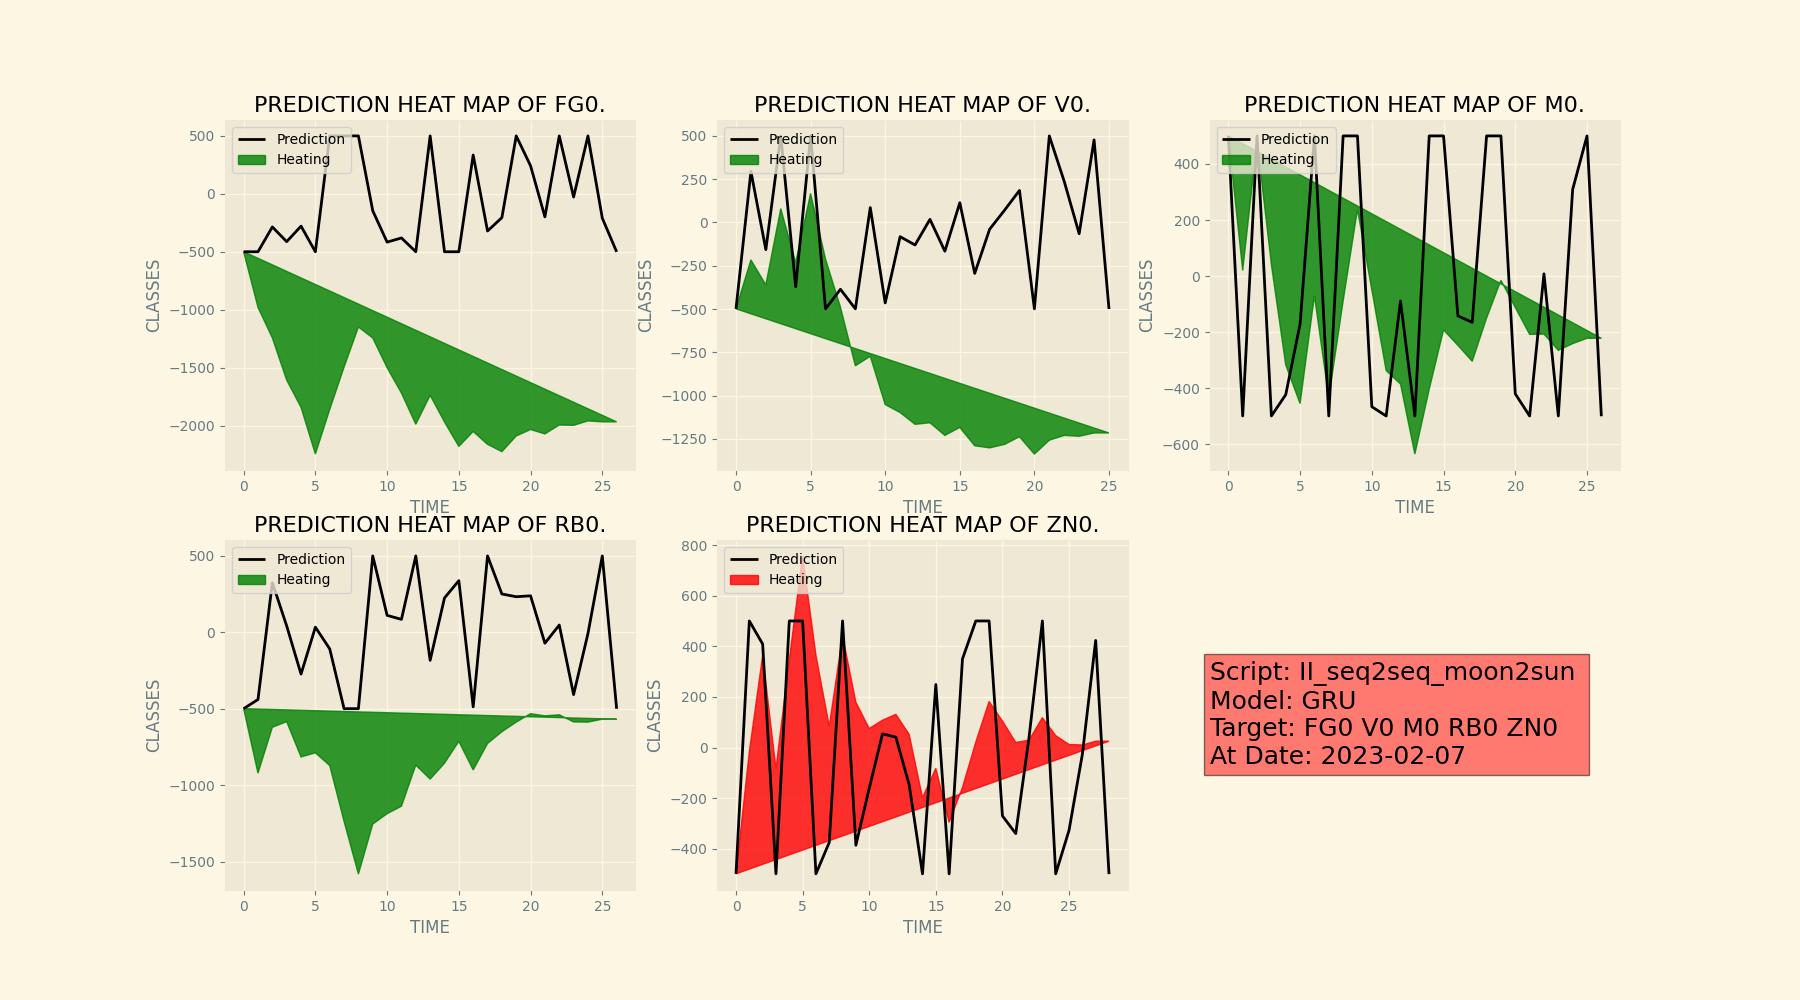 PREDICTION HEAT MAP OF FG0.
Prediction
Heating
500
0
−500
−1000
−1500
−2000
CLASSES
0 5 10 15 20 25
TIME
PREDICTION HEAT MAP OF V0.
Prediction
Heating
500
250
0
−250
−500
−750
−1000
−1250
CLASSES
0 5 10 15 20 25
TIME
PREDICTION HEAT MAP OF M0.
Prediction
Heating
400
200
0
−200
−400
−600
CLASSES
0 5 10 15 20 25
TIME
PREDICTION HEAT MAP OF RB0.
Prediction
Heating
500
0
−500
−1000
−1500
CLASSES
0 5 10 15 20 25
TIME
PREDICTION HEAT MAP OF ZN0.
Prediction
Heating
800
600
400
200
0
−200
−400
CLASSES
0 5 10 15 20 25
TIME
Script: II_seq2seq_moon2sun
Model: GRU
Target: FG0 V0 M0 RB0 ZN0
At Date: 2023-02-07